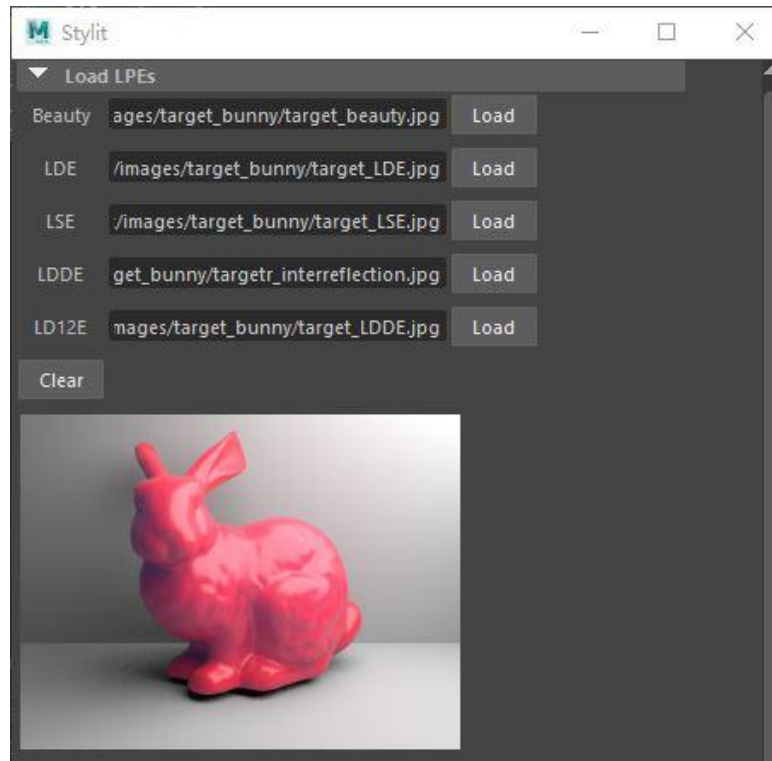 Stylit
Load LPEs
Beauty ages/target_bunny/target_beauty.jpg Load
LDE /images/target_bunny/target_LDE.jpg Load
LSE :/images/target_bunny/target_LSE.jpg Load
LDDE get_bunny/targetr_interreflection.jpg Load
LD12E mages/target_bunny/target_LDDE.jpg Load
Clear